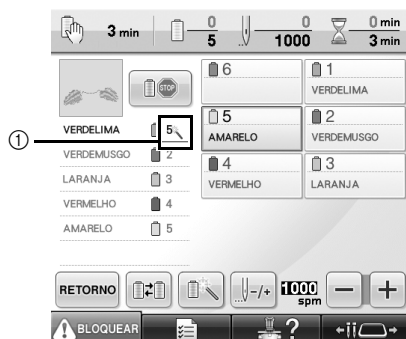 3 min 0 5 0 1000 0 min 3 min
6 1 VERDELIMA
5 AMARELO 2 VERDEMUSGO
4 VERMELHO 3 LARANJA
STOP
① VERDELIMA 5
VERDEMUSGO 2
LARANJA 3
VERMELHO 4
AMARELO 5
RETORNO -/+ 1000 spm − +
BLOQUEAR ?